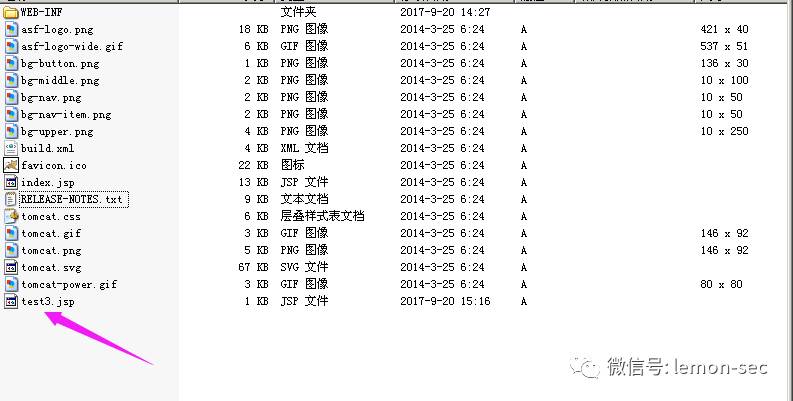 WEB-INF 文件夹 2017-9-20 14:27
asf-logo.png 18 KB PNG 图像 2014-3-25 6:24 A 421 x 40
asf-logo-wide.gif 6 KB GIF 图像 2014-3-25 6:24 A 537 x 51
bg-button.png 1 KB PNG 图像 2014-3-25 6:24 A 136 x 30
bg-middle.png 2 KB PNG 图像 2014-3-25 6:24 A 10 x 100
bg-nav.png 2 KB PNG 图像 2014-3-25 6:24 A 10 x 50
bg-nav-item.png 2 KB PNG 图像 2014-3-25 6:24 A 10 x 50
bg-upper.png 4 KB PNG 图像 2014-3-25 6:24 A 10 x 250
build.xml 4 KB XML 文档 2014-3-25 6:24 A
favicon.ico 22 KB 图标 2014-3-25 6:24 A
index.jsp 13 KB JSP 文件 2014-3-25 6:24 A
RELEASE-NOTES.txt 9 KB 文本文档 2014-3-25 6:24 A
tomcat.css 6 KB 层叠样式表文档 2014-3-25 6:24 A
tomcat.gif 3 KB GIF 图像 2014-3-25 6:24 A 146 x 92
tomcat.png 5 KB PNG 图像 2014-3-25 6:24 A 146 x 92
tomcat.svg 67 KB SVG 文件 2014-3-25 6:24 A
tomcat-power.gif 3 KB GIF 图像 2014-3-25 6:24 A 80 x 80
test3.jsp 1 KB JSP 文件 2017-9-20 15:16 A
微信号: lemon-sec